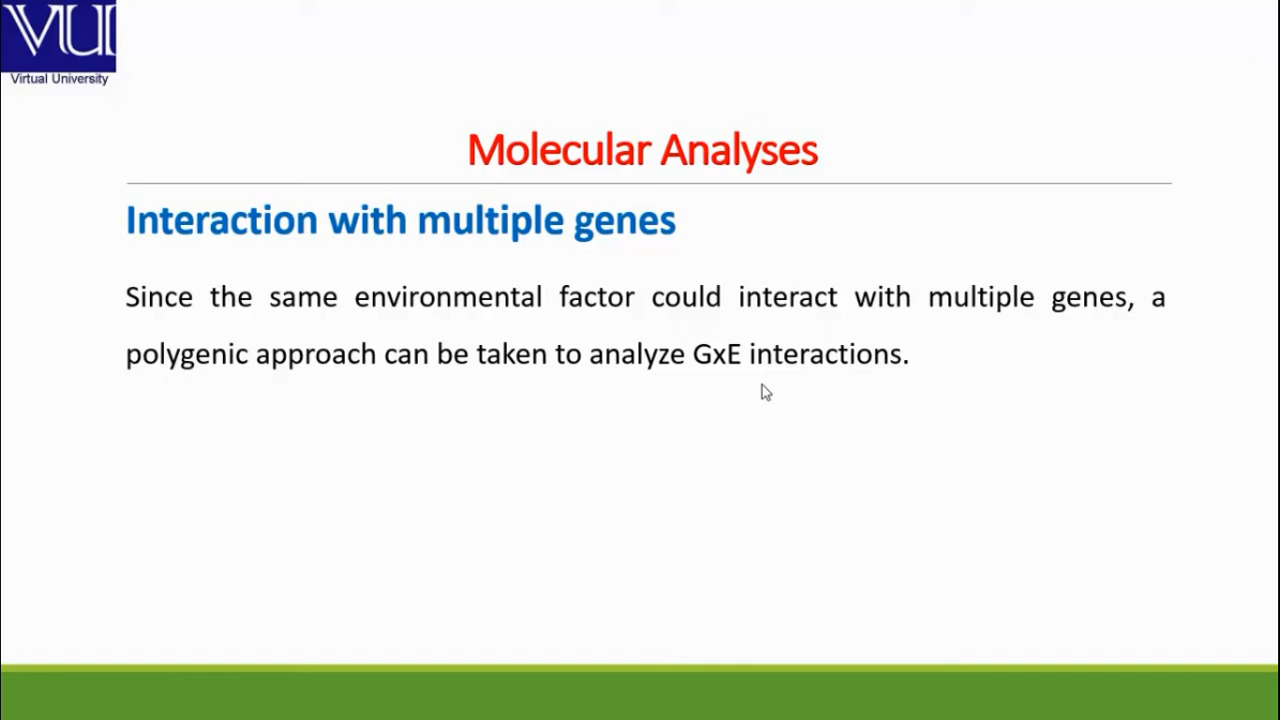 VU
Virtual University
Molecular Analyses
Interaction with multiple genes
Since the same environmental factor could interact with multiple genes, a
polygenic approach can be taken to analyze GxE interactions.